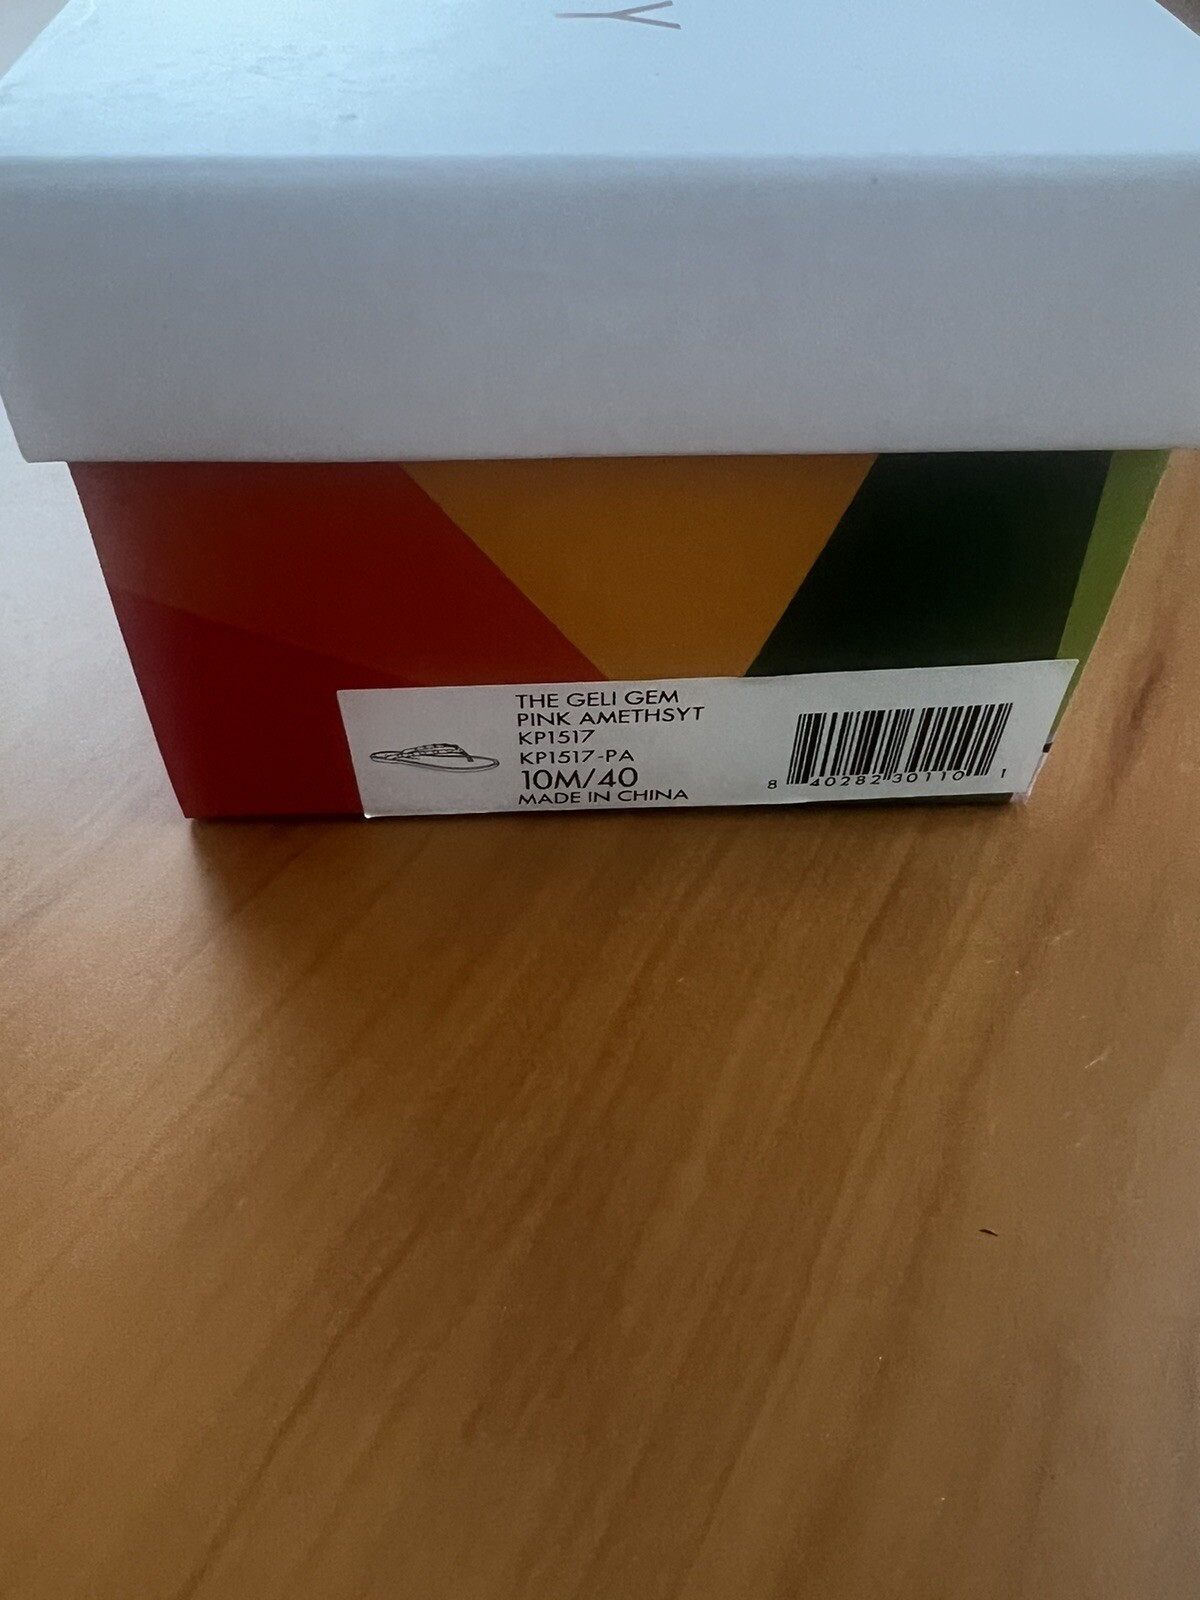 Y
THE GELI GEM
PINK AMETHSYT
KP1517
KP1517-PA
10M/40
MADE IN CHINA
8 40282 30110 1